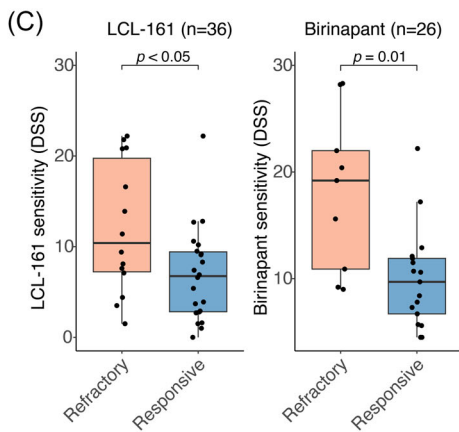 (C)
LCL-161 (n=36)
p < 0.05
LCL-161 sensitivity (DSS)
30
20
10
0
Refractory
Responsive
Birinapant (n=26)
p = 0.01
Birinapant sensitivity (DSS)
30
20
10
Refractory
Responsive